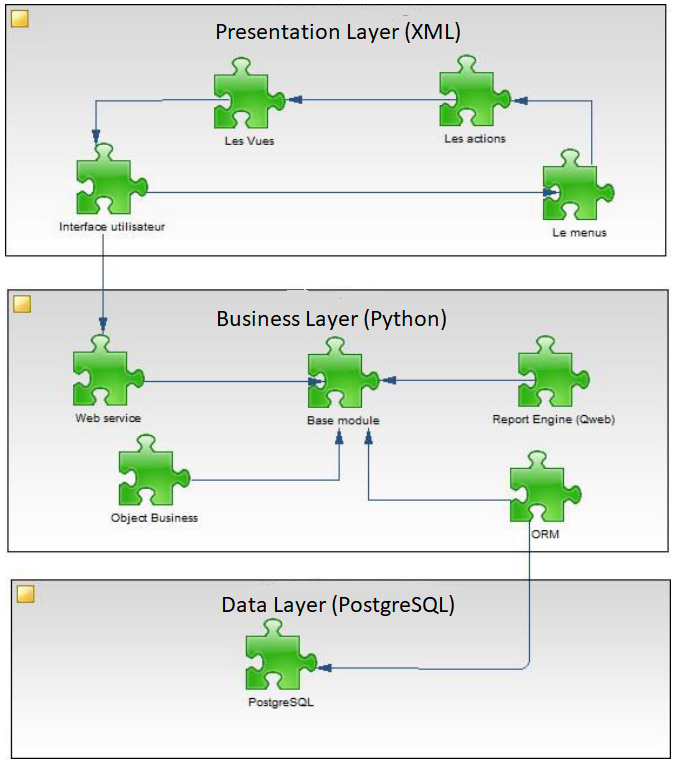 Presentation Layer (XML)
Les Vues
Les actions
Interface utilisateur
Le menus
Business Layer (Python)
Web service
Base module
Report Engine (Qweb)
Object Business
ORM
Data Layer (PostgreSQL)
PostgreSQL